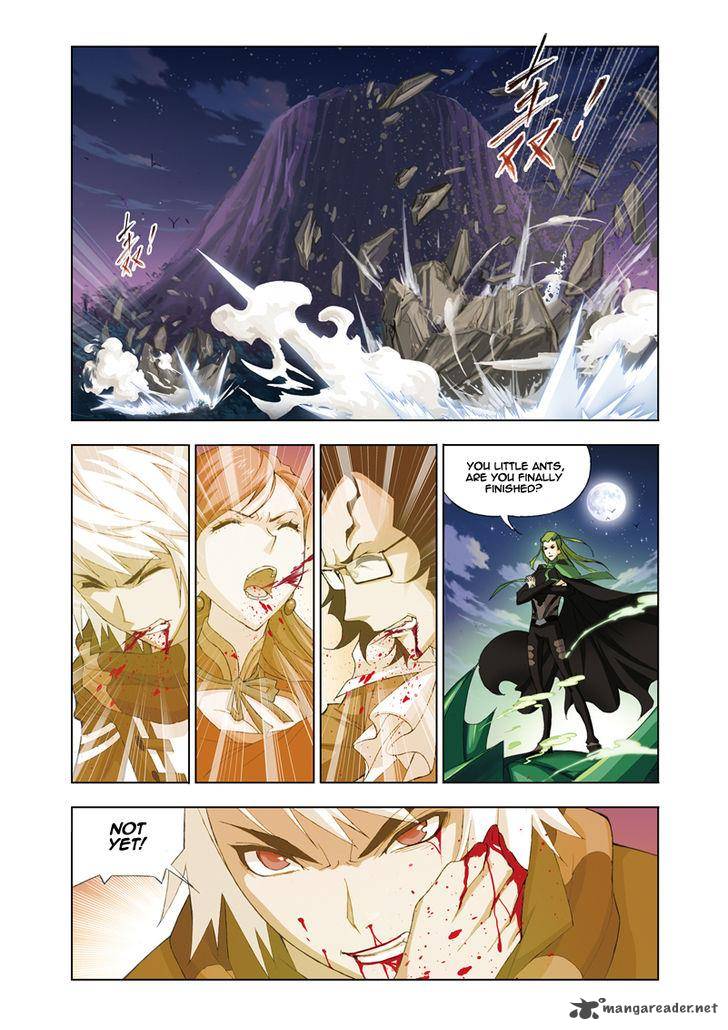 轰!
轰!
YOU LITTLE ANTS,
ARE YOU FINALLY
FINISHED?
NOT
YET!
mangareader.net